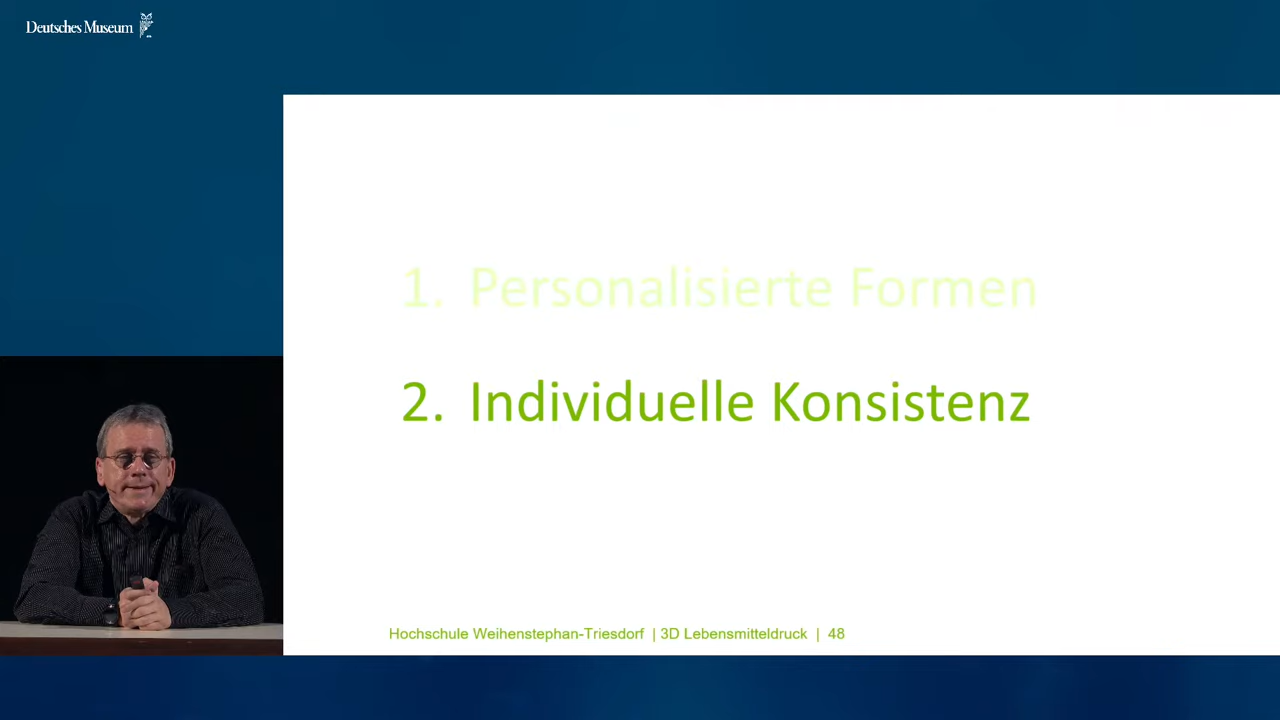 Deutsches Museum
1. Personalisierte Formen
2. Individuelle Konsistenz
Hochschule Weihenstephan-Triesdorf | 3D Lebensmitteldruck | 48